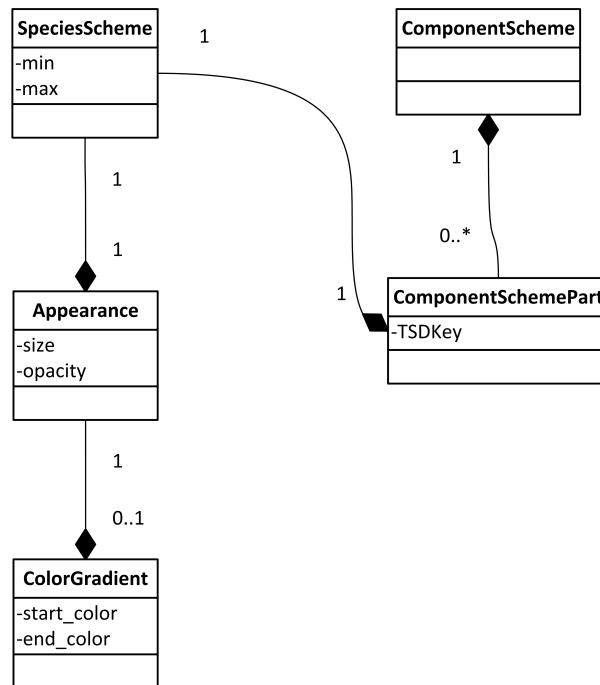 SpeciesScheme
-min
-max
1
ComponentScheme
1
0..*
1
1
1
ComponentSchemePart
-TSDKey
Appearance
-size
-opacity
1
0..1
ColorGradient
-start_color
-end_color